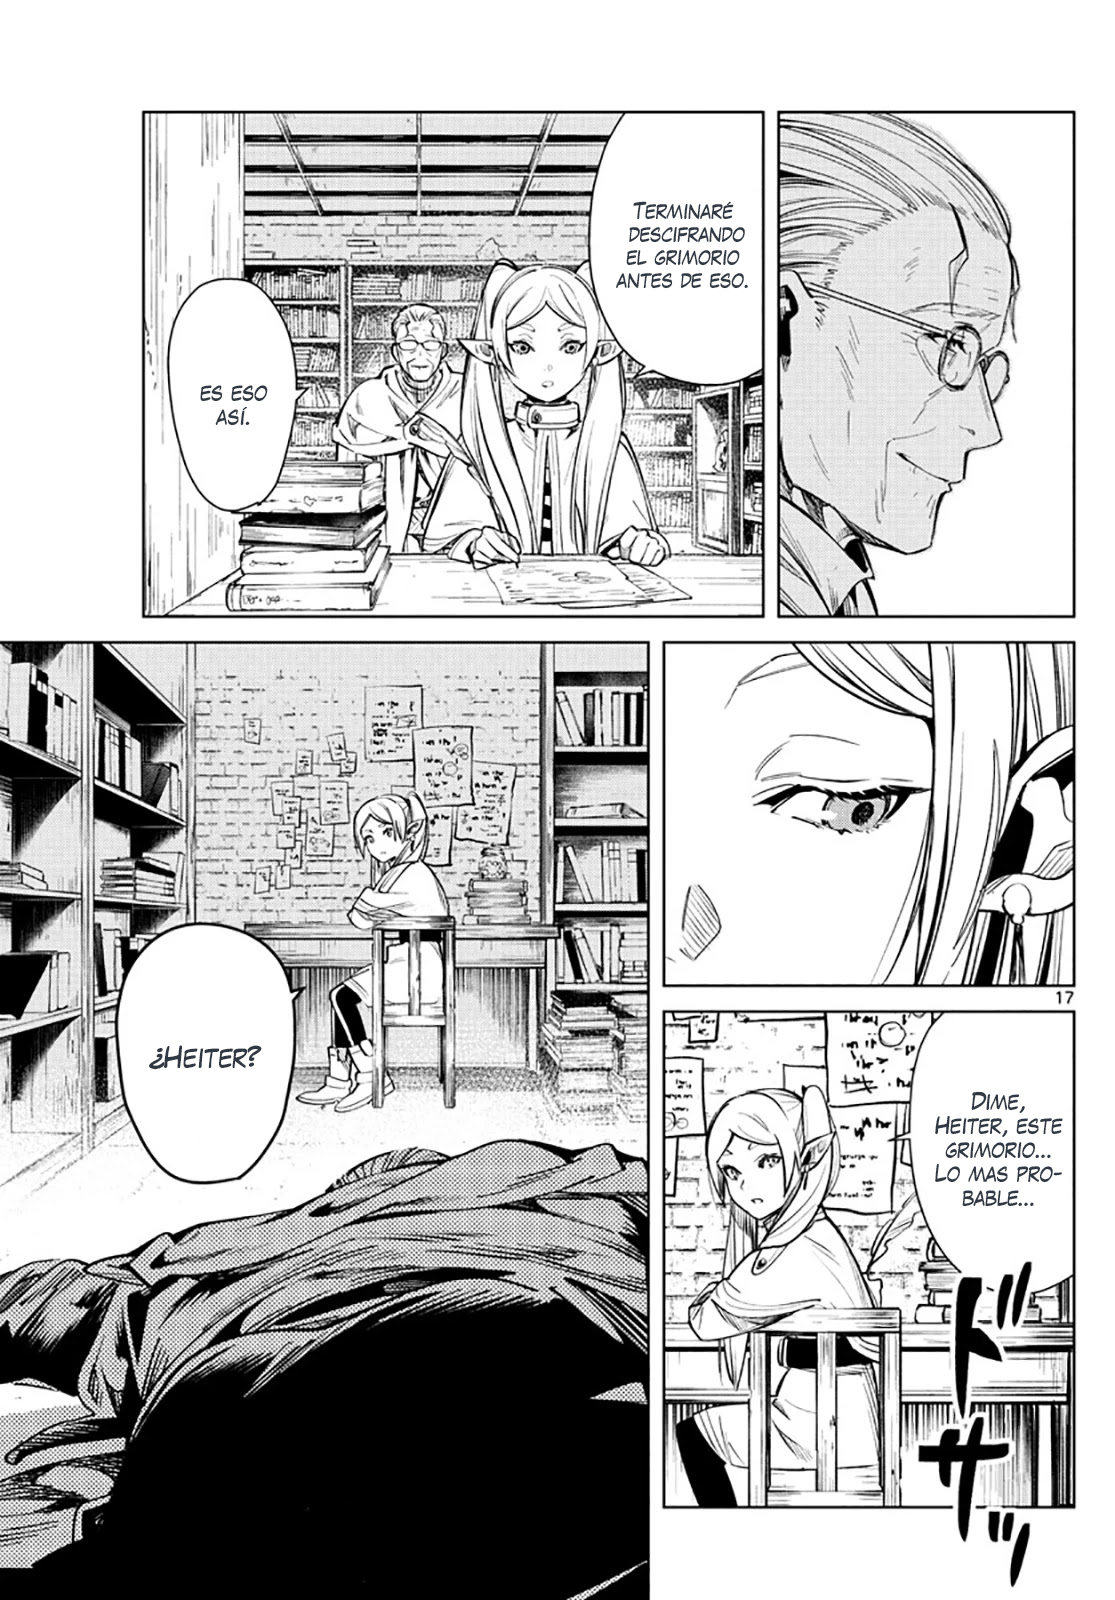 TERMINARÉ
DESCIFRANDO
EL GRIMORIO
ANTES DE ESO.
ES ESO
ASÍ.
17
DIME,
HEITER, ESTE
GRIMORIO...
LO MAS PRO-
BABLE...
ドサッ
¿HEITER?